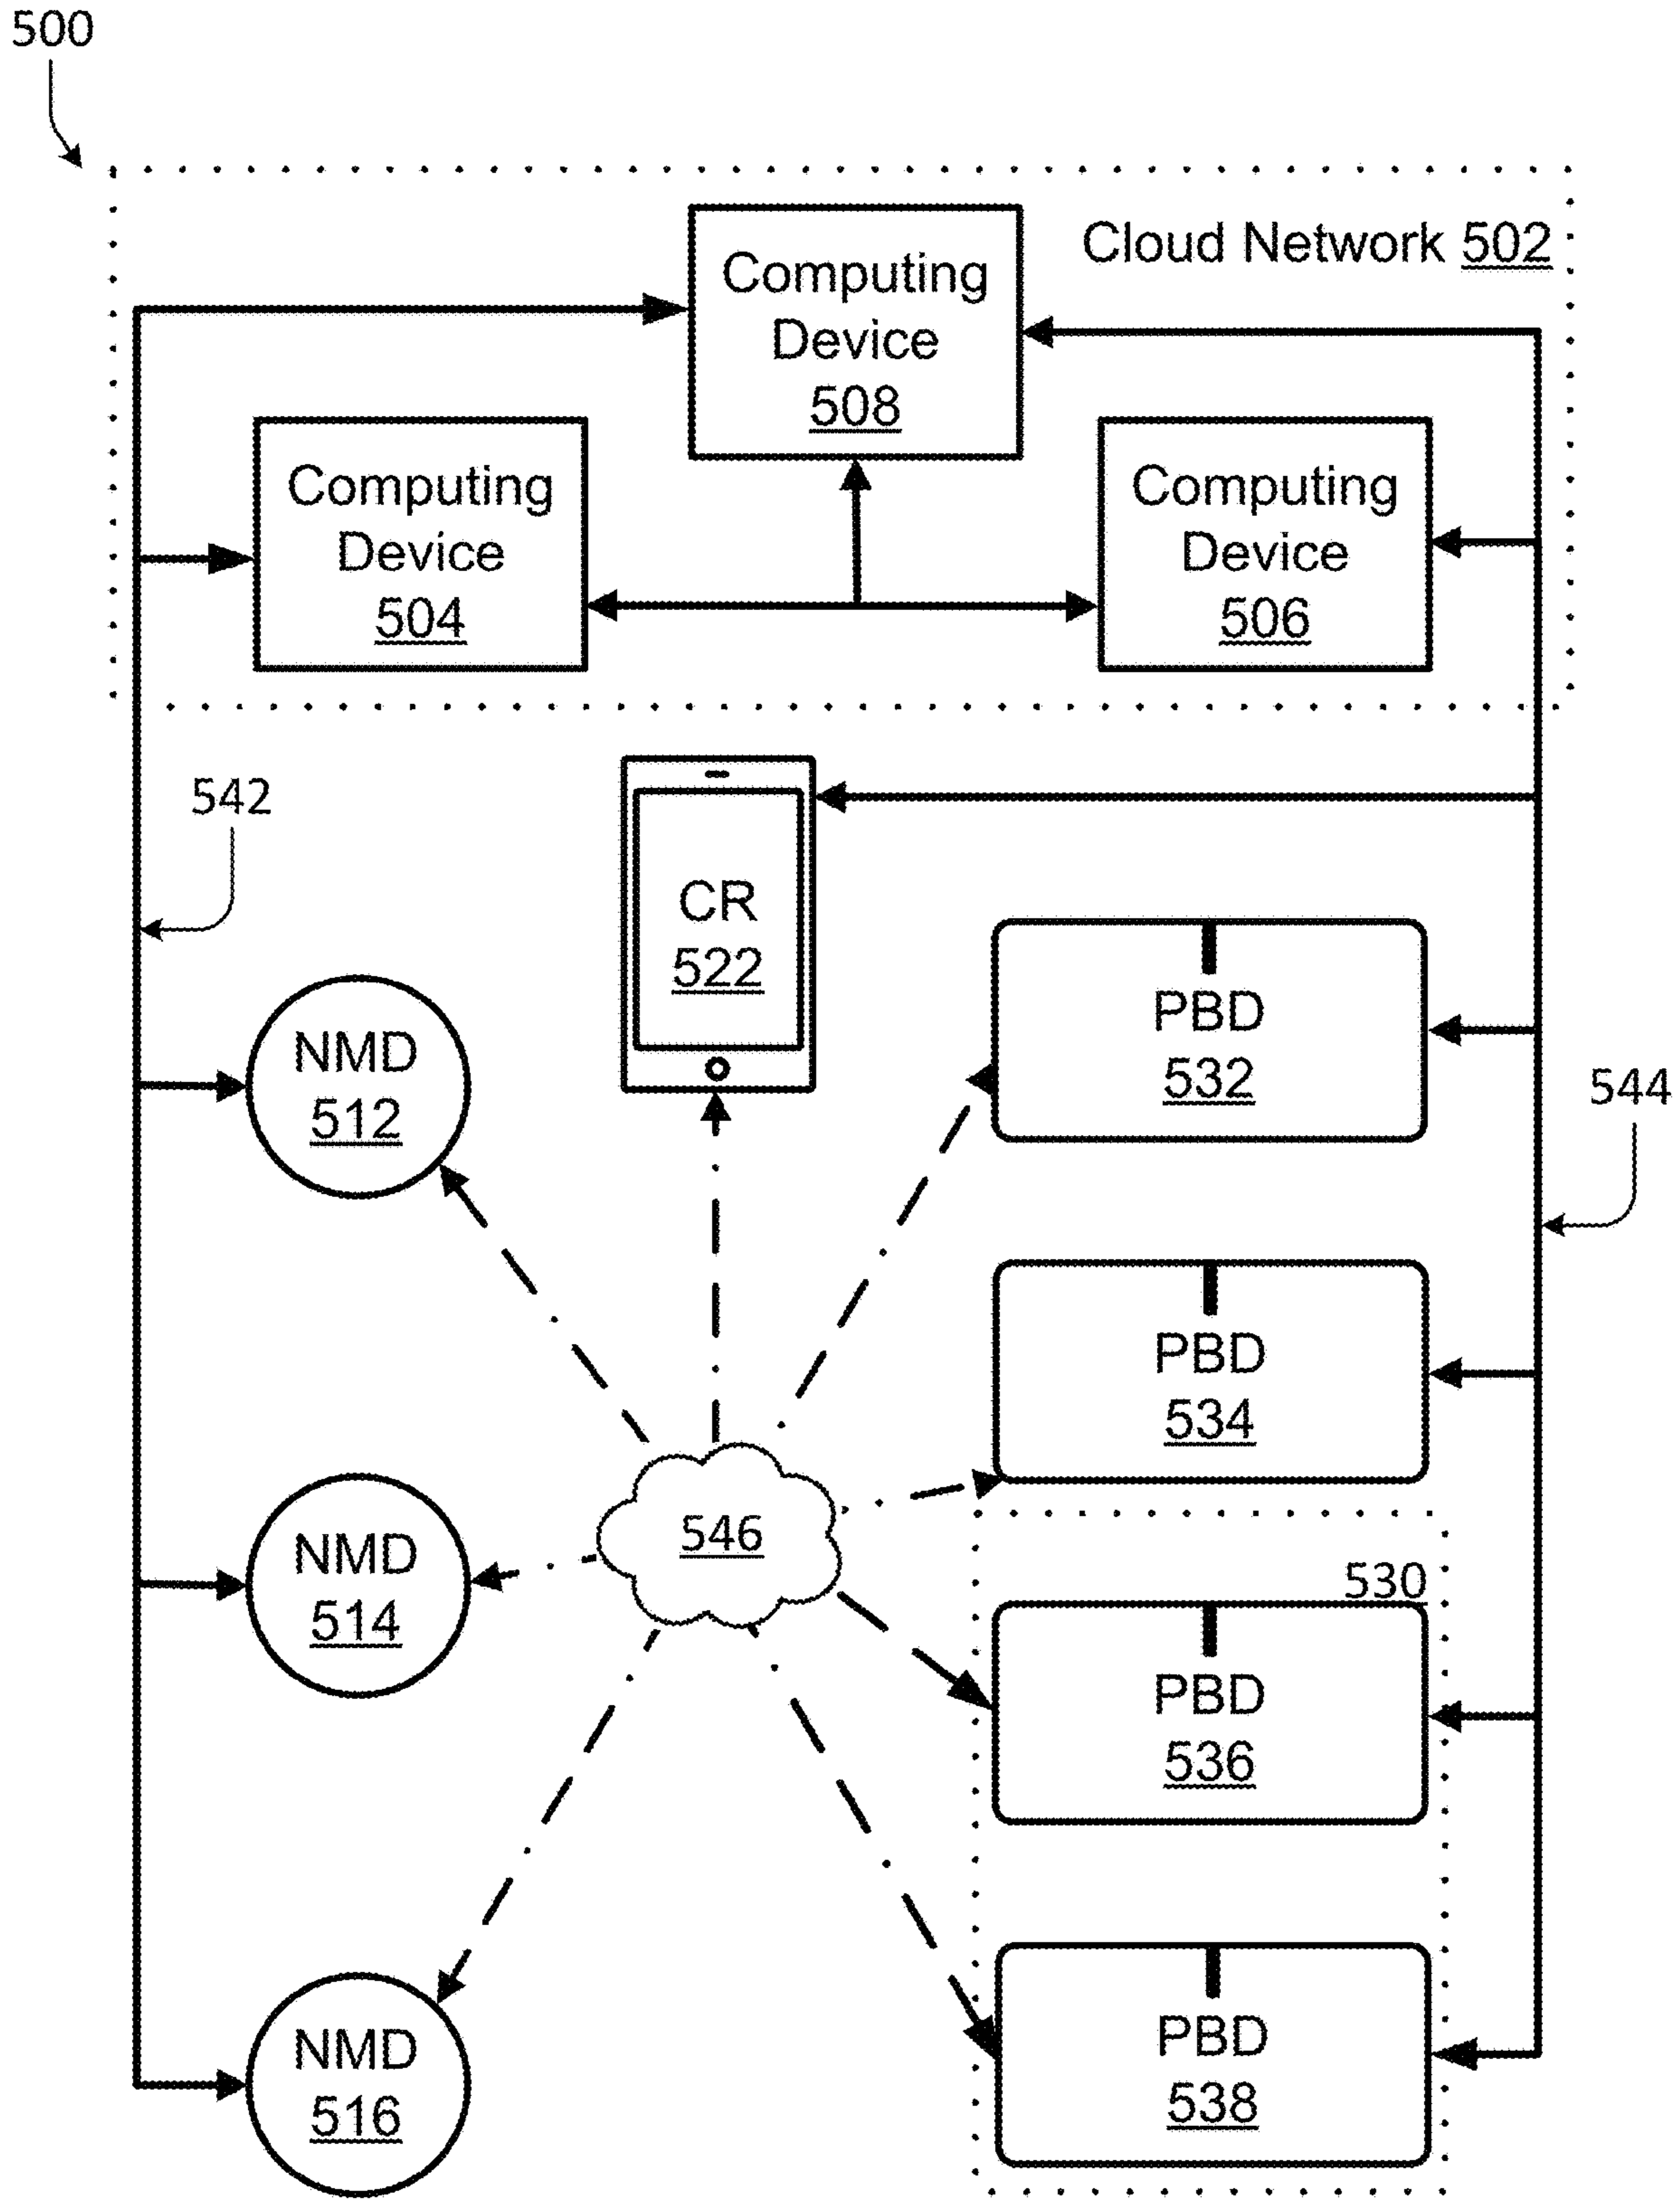 500
Cloud Network 502
Computing
Device
508
Computing
Device
504
Computing
Device
506
542
CR
522
NMD
512
PBD
532
544
PBD
534
546
NMD
514
530
PBD
536
NMD
516
PBD
538